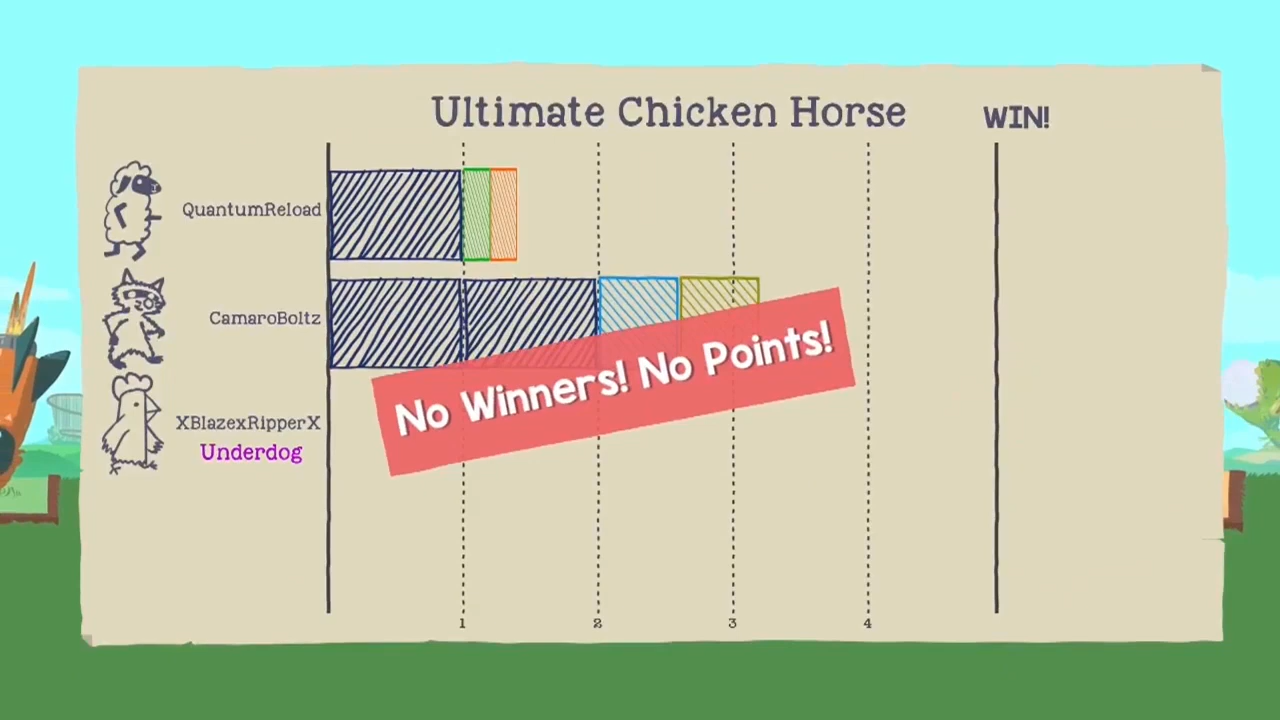 Ultimate Chicken Horse
WIN!
QuantumReload
CamaroBoltz
No Winners! No Points!
XBlazexRipperX
Underdog
1
2
3
4